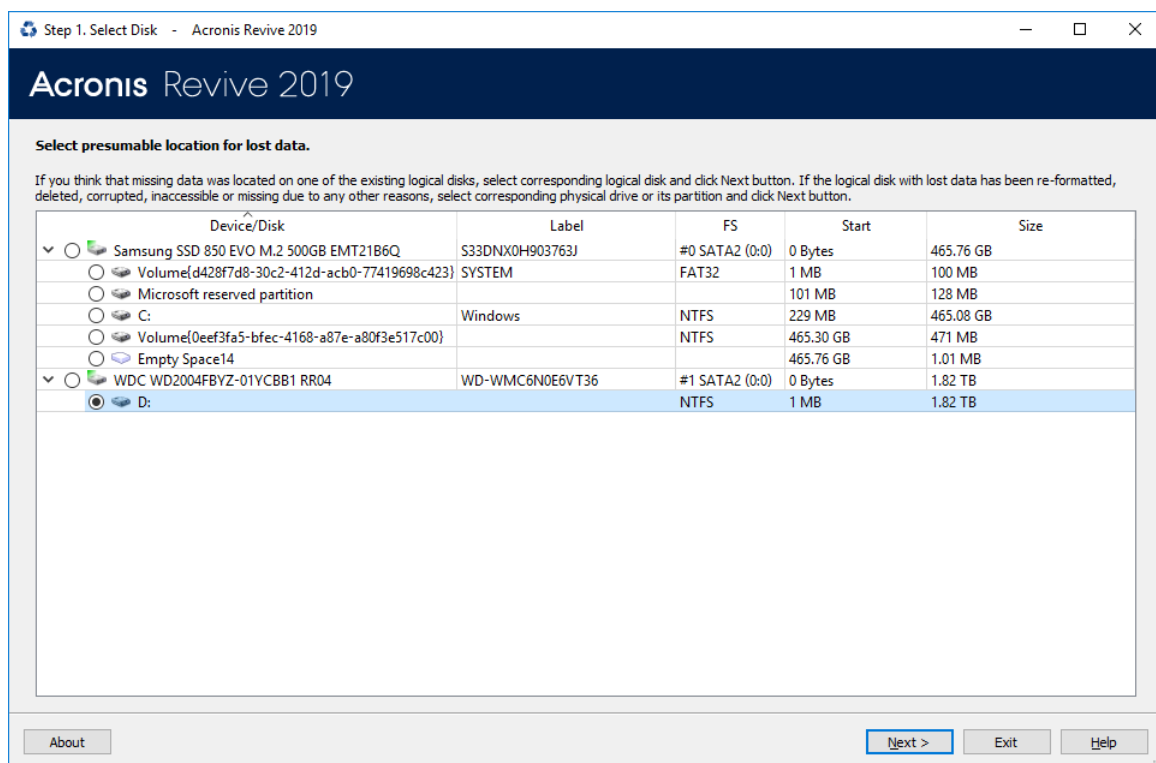 Step 1. Select Disk - Acronis Revive 2019
Acronis Revive 2019
Select presumable location for lost data.
If you think that missing data was located on one of the existing logical disks, select corresponding logical disk and click Next button. If the logical disk with lost data has been re-formatted,
deleted, corrupted, inaccessible or missing due to any other reasons, select corresponding physical drive or its partition and click Next button.
Device/Disk Label FS Start Size
Samsung SSD 850 EVO M.2 500GB EMT21B6Q S33DNX0H903763J #0 SATA2 (0:0) 0 Bytes 465.76 GB
Volume{d428f7d8-30c2-412d-acb0-77419698c423} SYSTEM FAT32 1 MB 100 MB
Microsoft reserved partition 101 MB 128 MB
C: Windows NTFS 229 MB 465.08 GB
Volume{0eef3fa5-bfec-4168-a87e-a80f3e517c00} NTFS 465.30 GB 471 MB
Empty Space14 465.76 GB 1.01 MB
WDC WD2004FBYZ-01YCBB1 RR04 WD-WMC6N0E6VT36 #1 SATA2 (0:0) 0 Bytes 1.82 TB
D: NTFS 1 MB 1.82 TB
About Next > Exit Help